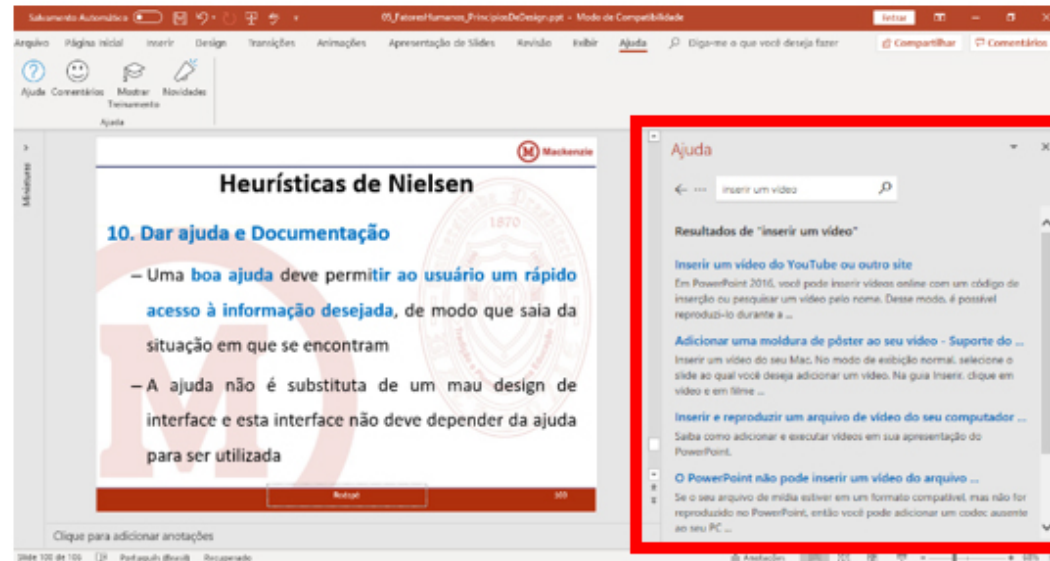 Salvamento Automático
05_FatoresHumanos_PrincipiosDeDesign.ppt - Modo de Compatibilidade
Entrar
Arquivo Página Inicial Inserir Design Transições Animações Apresentação de Slides Revisão Exibir Ajuda Diga-me o que você deseja fazer
Compartilhar Comentários
Ajuda Comentários Mostrar Treinamento Novidades
Ajuda
Miniaturas
Mackenzie
Heurísticas de Nielsen
1870
10. Dar ajuda e Documentação
– Uma boa ajuda deve permitir ao usuário um rápido
acesso à informação desejada, de modo que saia da
situação em que se encontram
– A ajuda não é substituta de um mau design de
interface e esta interface não deve depender da ajuda
para ser utilizada
Rodapé
Clique para adicionar anotações
Slide 100 de 106 Português (Brasil) Recuperado
Anotações
68%
Ajuda
inserir um vídeo
Resultados de "inserir um vídeo"
Inserir um vídeo do YouTube ou outro site
Em PowerPoint 2016, você pode inserir vídeos online com um código de
inserção ou pesquisar um vídeo pelo nome. Desse modo, é possível
reproduzi-lo durante a ...
Adicionar uma moldura de pôster ao seu vídeo - Suporte do ...
Inserir um vídeo do seu Mac. No modo de exibição normal, selecione o
slide ao qual você deseja adicionar um vídeo. Na guia Inserir, clique em
vídeo e em filme ...
Inserir e reproduzir um arquivo de vídeo do seu computador ...
Saiba como adicionar e executar vídeos em sua apresentação do
PowerPoint.
O PowerPoint não pode inserir um vídeo do arquivo ...
Se o seu arquivo de mídia estiver em um formato compatível, mas não for
reproduzido no PowerPoint, então você pode adicionar um codec ausente
ao seu PC ...